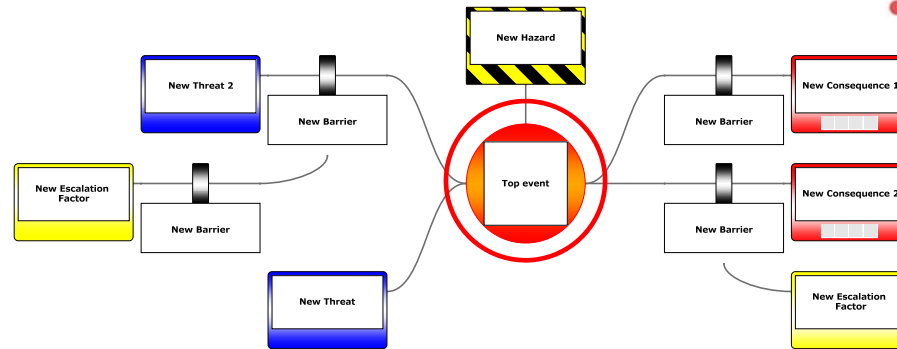 New Hazard
New Threat 2
New Barrier
New Barrier
New Consequence 1
New Escalation
Factor
New Barrier
Top event
New Barrier
New Consequence 2
New Threat
New Escalation
Factor